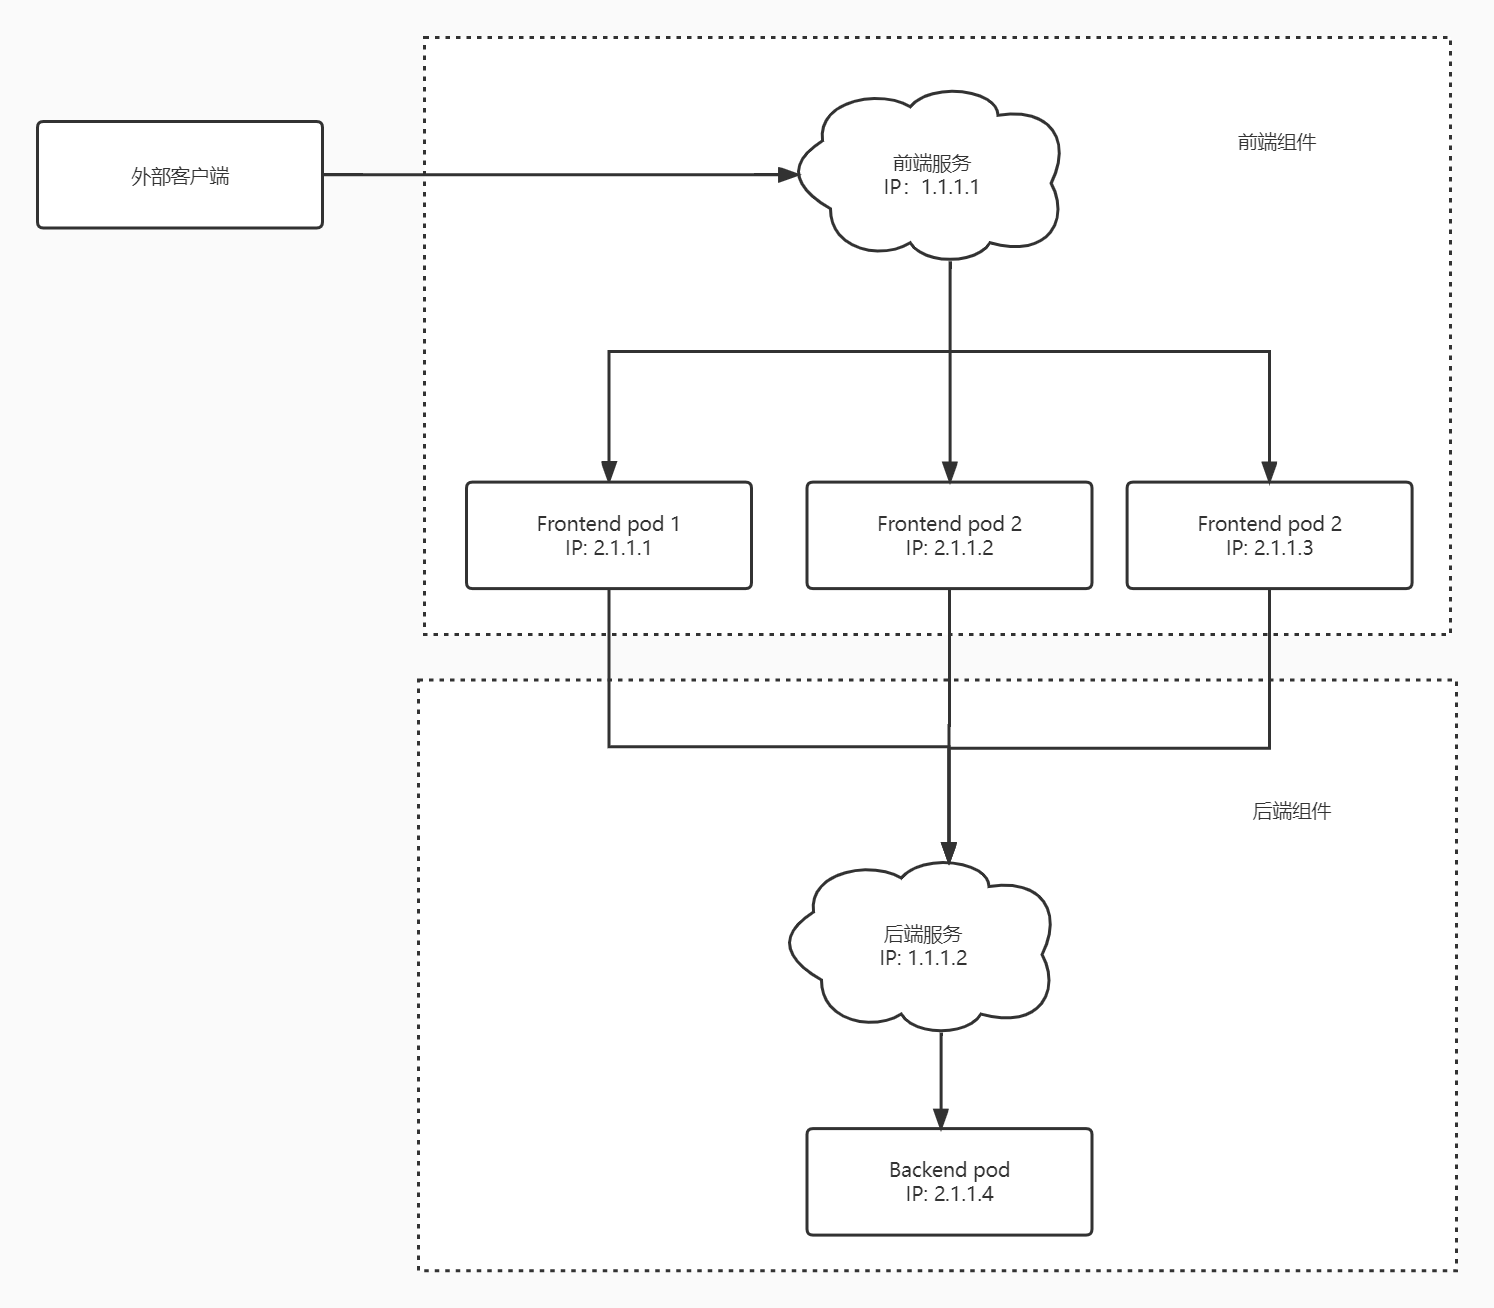 前端组件
外部客户端
前端服务
IP：1.1.1.1
Frontend pod 1
IP: 2.1.1.1
Frontend pod 2
IP: 2.1.1.2
Frontend pod 2
IP: 2.1.1.3
后端组件
后端服务
IP: 1.1.1.2
Backend pod
IP: 2.1.1.4